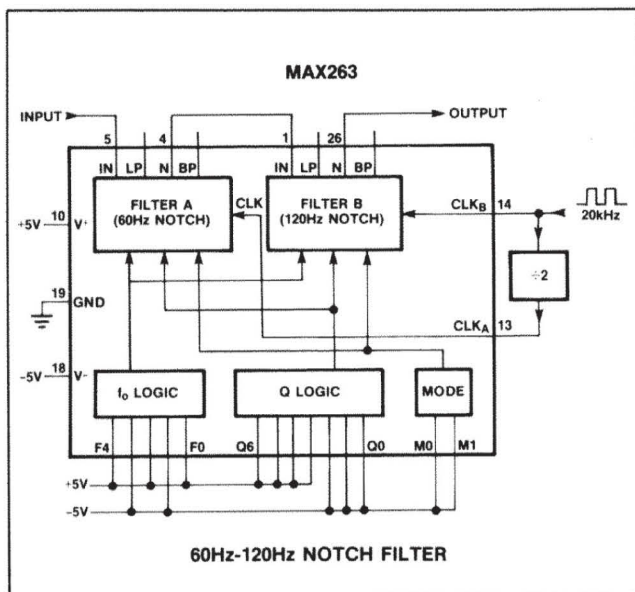 MAX263
INPUT
5
4
1
26
OUTPUT
IN LP N BP
IN LP N BP
FILTER A
(60Hz NOTCH)
CLK
FILTER B
(120Hz NOTCH)
CLKB
14
20kHz
+5V
10
V+
÷2
19
GND
CLKA
13
-5V
18
V-
f₀ LOGIC
Q LOGIC
MODE
F4
F0
Q6
Q0
M0
M1
+5V
-5V
60Hz-120Hz NOTCH FILTER